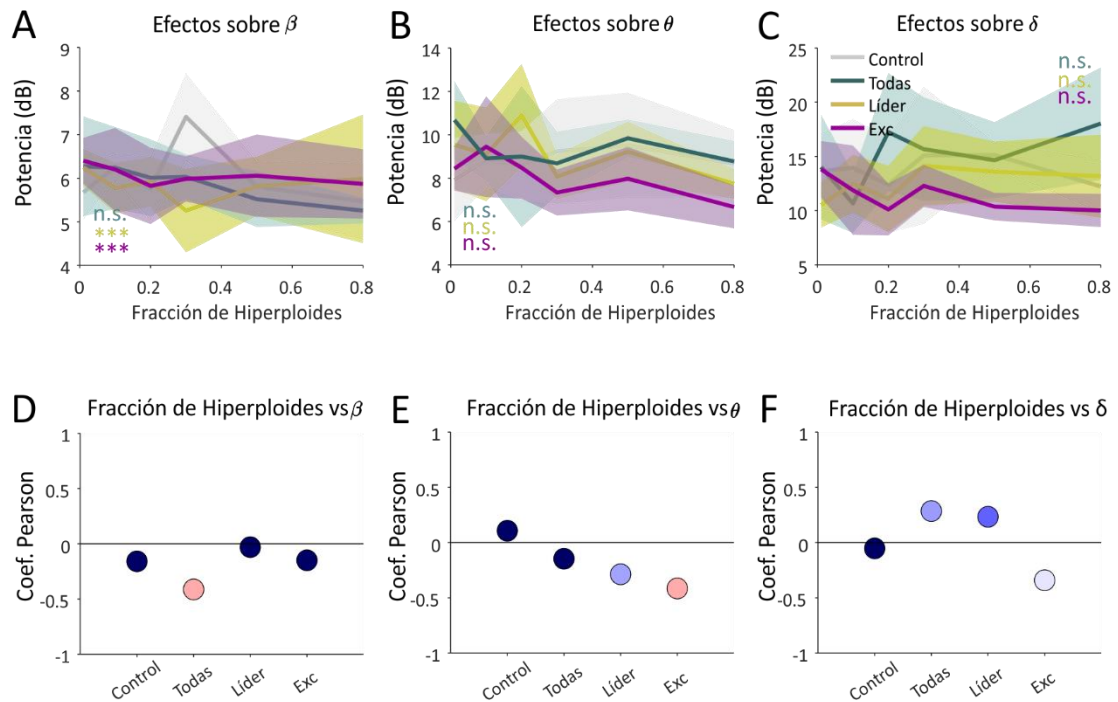 A
Efectos sobre β
Potencia (dB)
9
8
7
6
5
4
n.s.
***
***
0
0.2
0.4
0.6
0.8
Fracción de Hiperploides
B
Efectos sobre θ
Potencia (dB)
14
12
10
8
6
4
n.s.
n.s.
n.s.
0
0.2
0.4
0.6
0.8
Fracción de Hiperploides
C
Efectos sobre δ
Potencia (dB)
25
20
15
10
5
Control
Todas
Líder
Exc
n.s.
n.s.
n.s.
0
0.2
0.4
0.6
0.8
Fracción de Hiperploides
D
Fracción de Hiperploides vs β
Coef. Pearson
1
0.5
0
-0.5
-1
Control
Todas
Líder
Exc
E
Fracción de Hiperploides vs θ
Coef. Pearson
1
0.5
0
-0.5
-1
Control
Todas
Líder
Exc
F
Fracción de Hiperploides vs δ
Coef. Pearson
1
0.5
0
-0.5
-1
Control
Todas
Líder
Exc